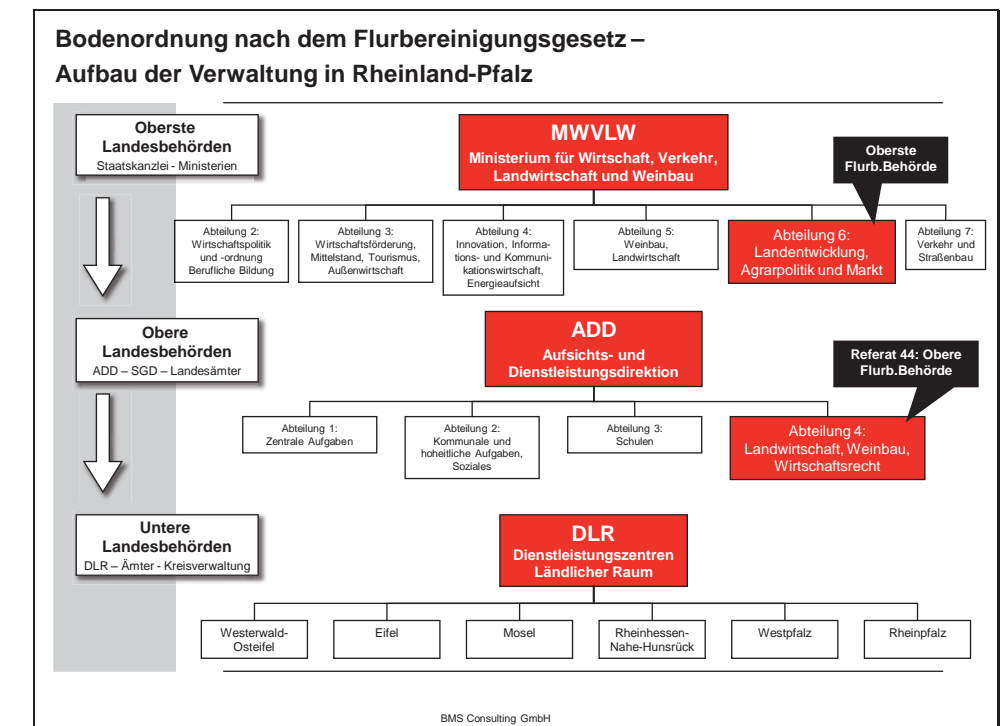 Bodenordnung nach dem Flurbereinigungsgesetz –
Aufbau der Verwaltung in Rheinland-Pfalz
Oberste
Landesbehörden
Staatskanzlei - Ministerien
MWVLW
Ministerium für Wirtschaft, Verkehr,
Landwirtschaft und Weinbau
Oberste
Flurb.Behörde
Abteilung 2:
Wirtschaftspolitik
und -ordnung
Berufliche Bildung
Abteilung 3:
Wirtschaftsförderung,
Mittelstand, Tourismus,
Außenwirtschaft
Abteilung 4:
Innovation, Informa-
tions- und Kommuni-
kationswirtschaft,
Energieaufsicht
Abteilung 5:
Weinbau,
Landwirtschaft
Abteilung 6:
Landentwicklung,
Agrarpolitik und Markt
Abteilung 7:
Verkehr und
Straßenbau
Obere
Landesbehörden
ADD – SGD – Landesämter
ADD
Aufsichts- und
Dienstleistungsdirektion
Referat 44: Obere
Flurb.Behörde
Abteilung 1:
Zentrale Aufgaben
Abteilung 2:
Kommunale und
hoheitliche Aufgaben,
Soziales
Abteilung 3:
Schulen
Abteilung 4:
Landwirtschaft, Weinbau,
Wirtschaftsrecht
Untere
Landesbehörden
DLR – Ämter - Kreisverwaltung
DLR
Dienstleistungszentren
Ländlicher Raum
Westerwald-
Osteifel
Eifel
Mosel
Rheinhessen-
Nahe-Hunsrück
Westpfalz
Rheinpfalz
BMS Consulting GmbH